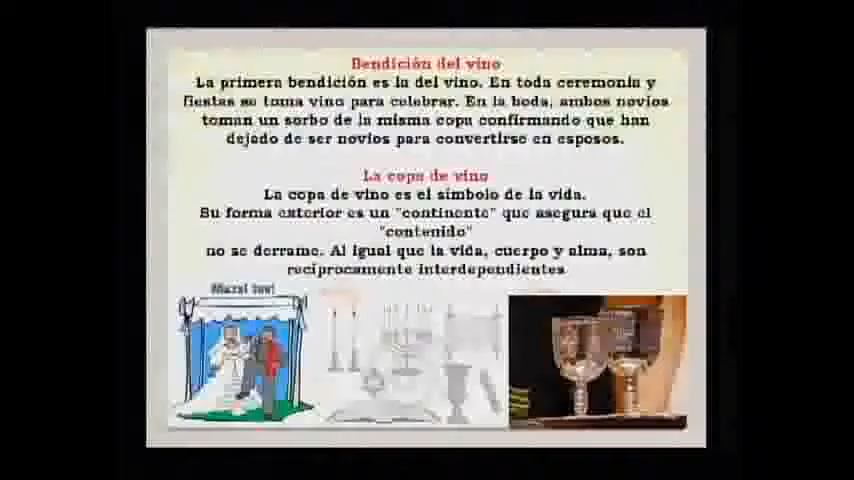 Bendición del vino
La primera bendición es la del vino. En toda ceremonia y
fiestas se toma vino para celebrar. En la boda, ambos novios
toman un sorbo de la misma copa confirmando que han
dejado de ser novios para convertirse en esposos.
La copa de vino
La copa de vino es el símbolo de la vida.
Su forma exterior es un "continente" que asegura que el
"contenido"
no se derrame. Al igual que la vida, cuerpo y alma, son
recíprocamente interdependientes
Mazel tov!